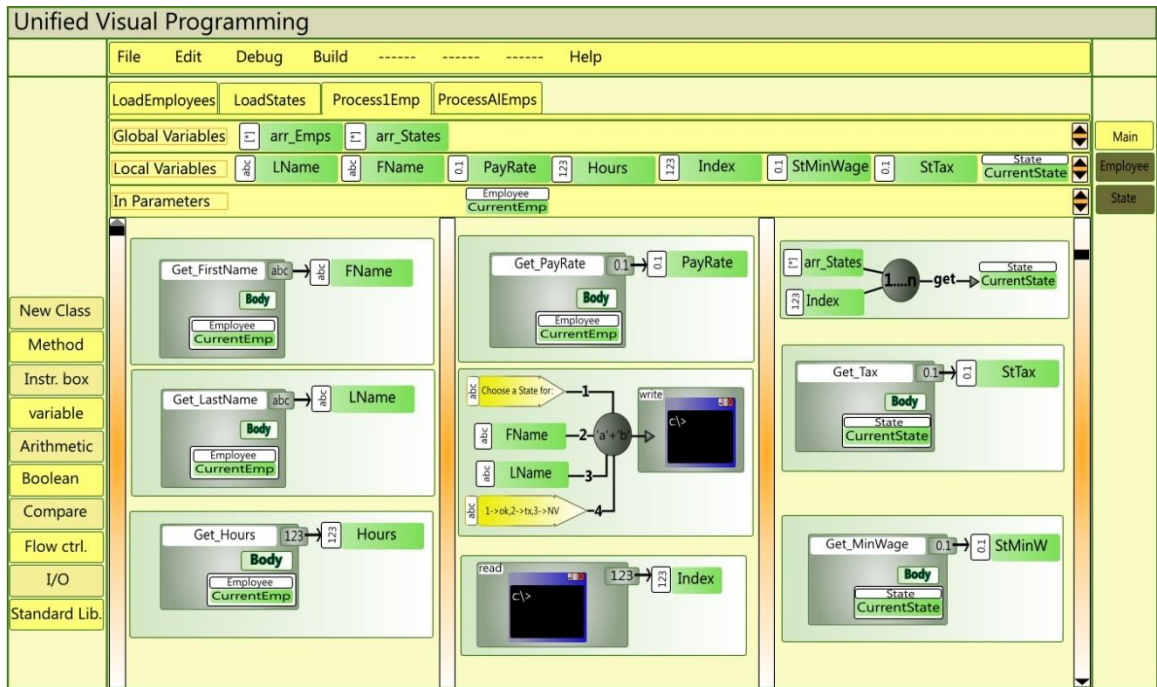 Unified Visual Programming
File Edit Debug Build ------ ------ ------ Help
LoadEmployees LoadStates Process1Emp ProcessAlEmps
Global Variables [*] arr_Emps [*] arr_States
Local Variables abc LName abc FName 0.1 PayRate 123 Hours 123 Index 0.1 StMinWage 0.1 StTax State CurrentState
In Parameters Employee CurrentEmp
Main
Employee
State
New Class
Method
Instr. box
variable
Arithmetic
Boolean
Compare
Flow ctrl.
I/O
Standard Lib.
Get_FirstName abc abc FName
Body
Employee
CurrentEmp
Get_LastName abc abc LName
Body
Employee
CurrentEmp
Get_Hours 123 123 Hours
Body
Employee
CurrentEmp
Get_PayRate 0.1 0.1 PayRate
Body
Employee
CurrentEmp
abc Choose a State for: 1
abc FName 2
abc LName 3
abc 1->ok,2->tx,3->NV 4
'a'+'b'
write
c:\>
read
c:\>
123 123 Index
[*] arr_States
123 Index
1....n get State
CurrentState
Get_Tax 0.1 0.1 StTax
Body
State
CurrentState
Get_MinWage 0.1 0.1 StMinW
Body
State
CurrentState